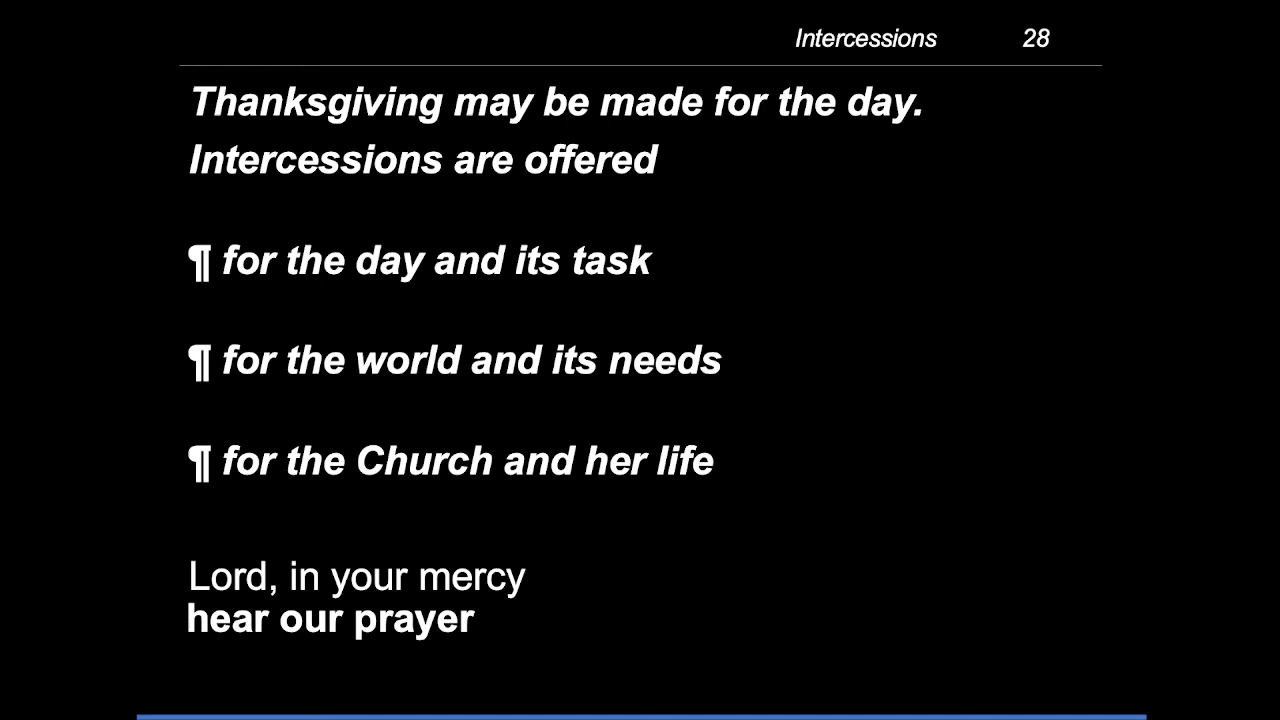 Intercessions 28
Thanksgiving may be made for the day.
Intercessions are offered
¶ for the day and its task
¶ for the world and its needs
¶ for the Church and her life
Lord, in your mercy
hear our prayer